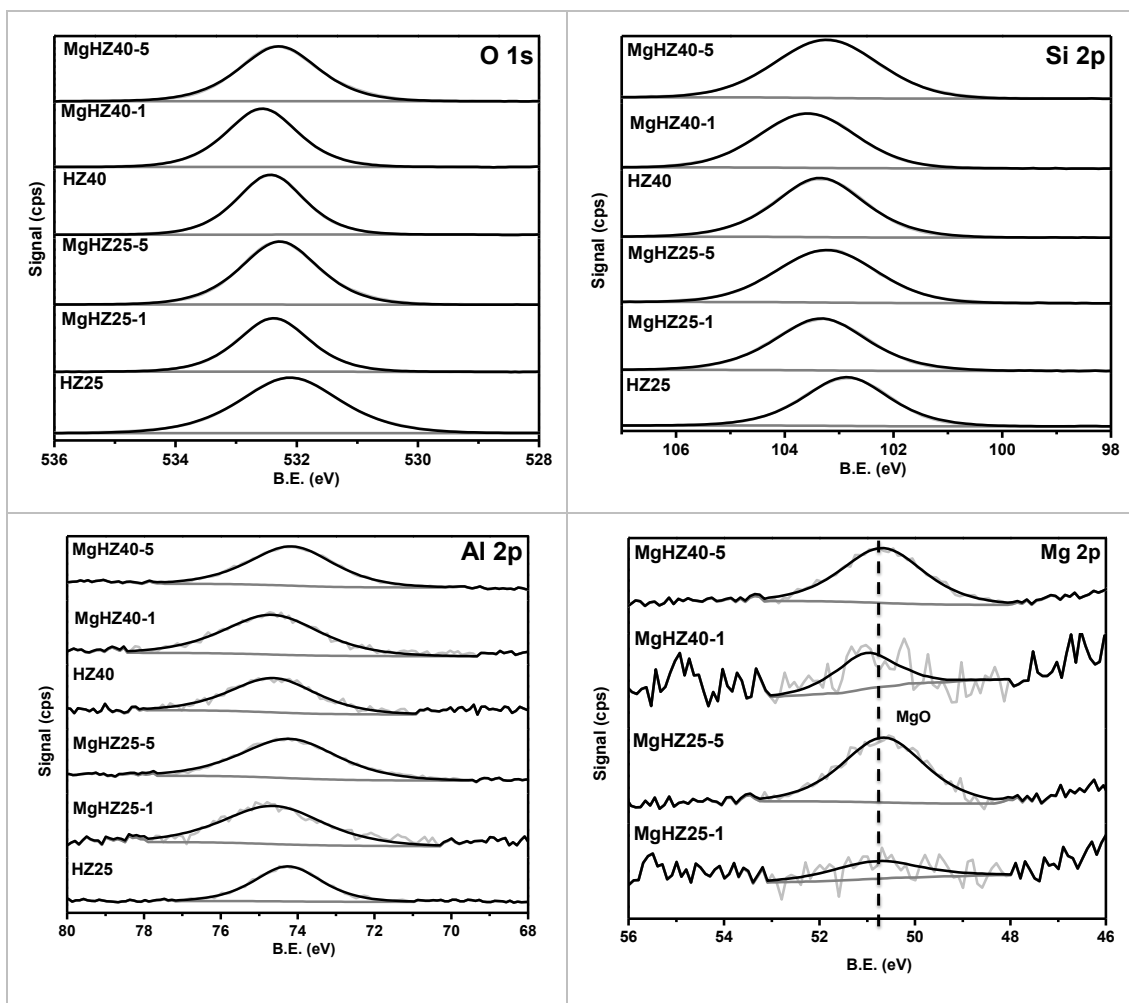 O 1s
MgHZ40-5
MgHZ40-1
HZ40
MgHZ25-5
MgHZ25-1
HZ25
Signal (cps)
536 534 532 530 528
B.E. (eV)
Si 2p
MgHZ40-5
MgHZ40-1
HZ40
MgHZ25-5
MgHZ25-1
HZ25
Signal (cps)
106 104 102 100 98
B.E. (eV)
Al 2p
MgHZ40-5
MgHZ40-1
HZ40
MgHZ25-5
MgHZ25-1
HZ25
Signal (cps)
80 78 76 74 72 70 68
B.E. (eV)
Mg 2p
MgHZ40-5
MgHZ40-1
MgO
MgHZ25-5
MgHZ25-1
Signal (cps)
56 54 52 50 48 46
B.E. (eV)